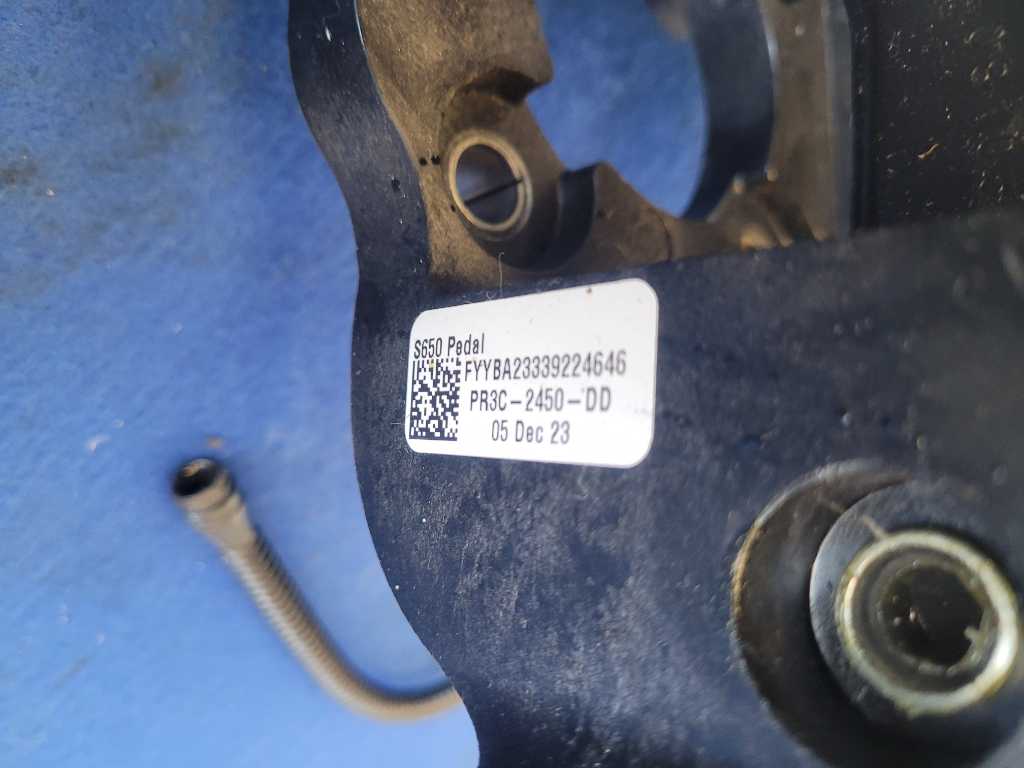 S650 Pedal
FYYBA23339224646
PR3C-2450-DD
05 Dec 23